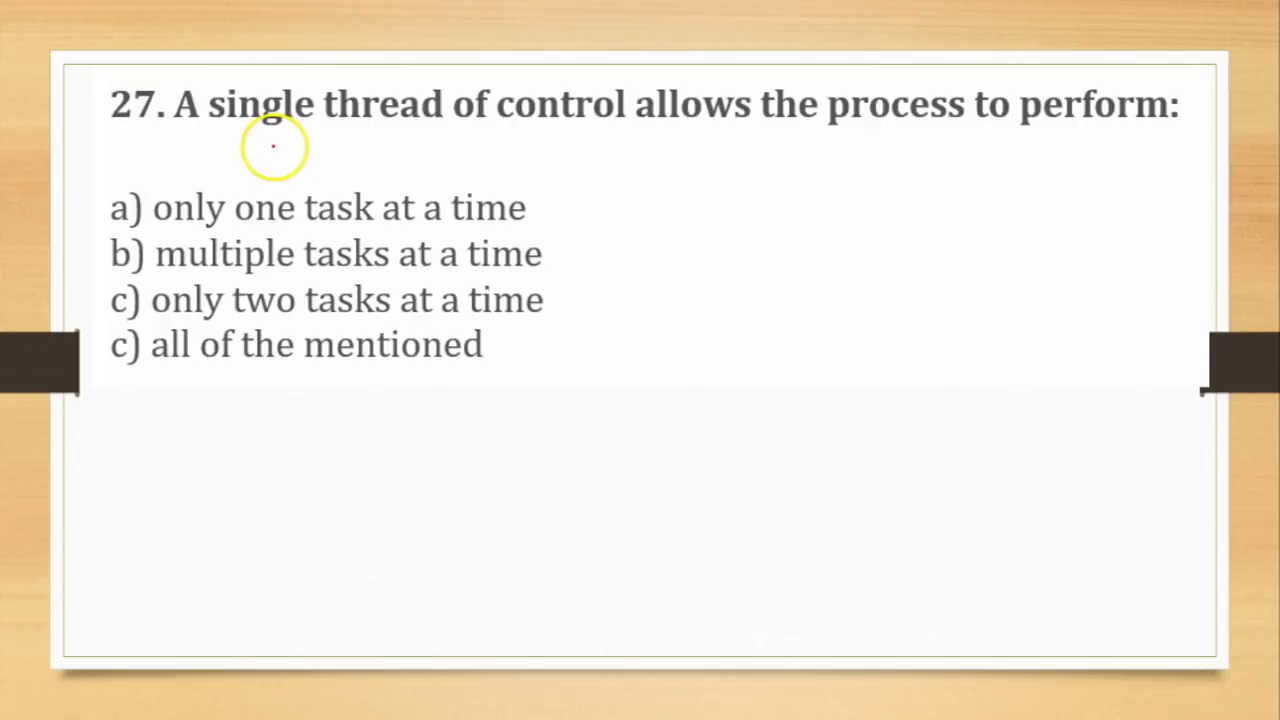 27. A single thread of control allows the process to perform:
a) only one task at a time
b) multiple tasks at a time
c) only two tasks at a time
c) all of the mentioned